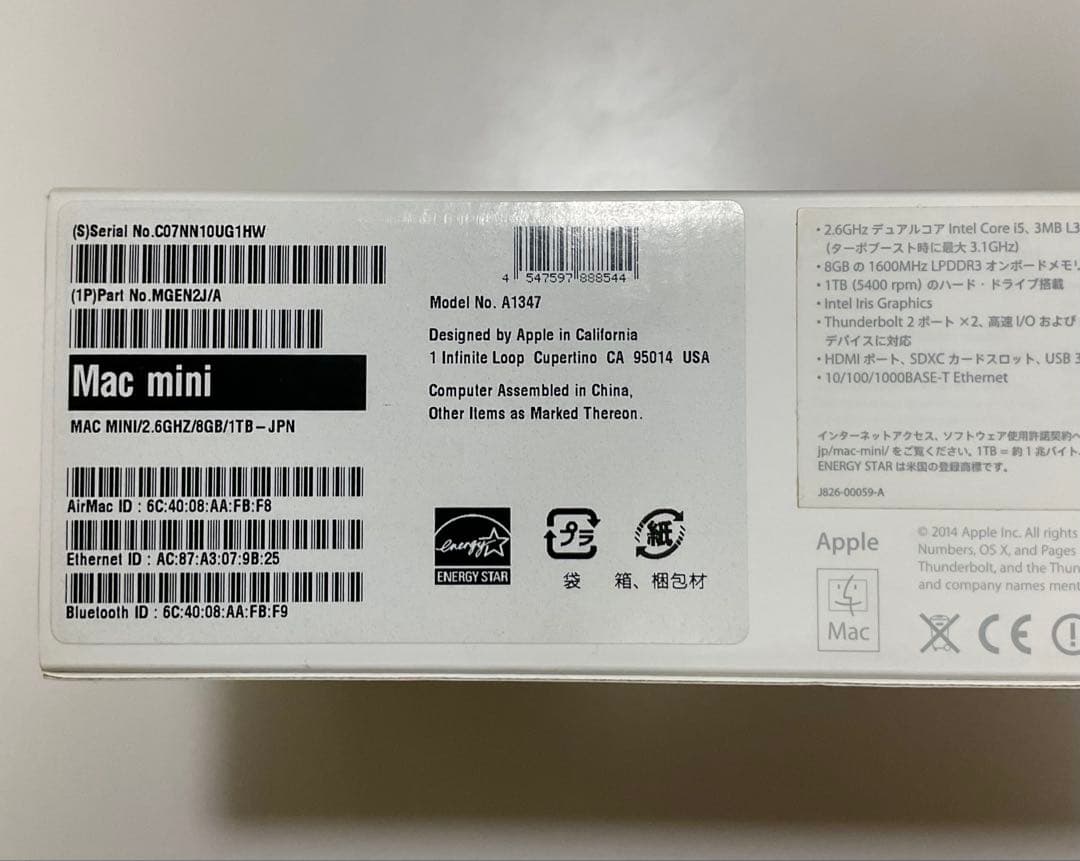 (S)Serial No.C07NN10UG1HW
(1P)Part No.MGEN2J/A
Mac mini
MAC MINI/2.6GHZ/8GB/1TB-JPN
AirMac ID : 6C:40:08:AA:FB:F8
Ethernet ID : AC:87:A3:07:9B:25
Bluetooth ID : 6C:40:08:AA:FB:F9
4 547597 888544
Model No. A1347
Designed by Apple in California
1 Infinite Loop Cupertino CA 95014 USA
Computer Assembled in China,
Other Items as Marked Thereon.
energy
ENERGY STAR
プラ
袋
紙
箱、梱包材
・2.6GHz デュアルコア Intel Core i5、3MB L3
(ターボブースト時に最大 3.1GHz)
・8GB の 1600MHz LPDDR3 オンボードメモリ
・1TB (5400 rpm) のハード・ドライブ搭載
・Intel Iris Graphics
・Thunderbolt 2 ポート ×2、高速 I/O および
デバイスに対応
・HDMI ポート、SDXC カードスロット、USB 3
・10/100/1000BASE-T Ethernet
インターネットアクセス、ソフトウェア使用許諾契約へ
jp/mac-mini/ をご覧ください。1TB = 約 1 兆バイト、
ENERGY STAR は米国の登録商標です。
J826-00059-A
Apple
Mac
© 2014 Apple Inc. All rights
Numbers, OS X, and Pages
Thunderbolt, and the Thun
and company names ment
CE